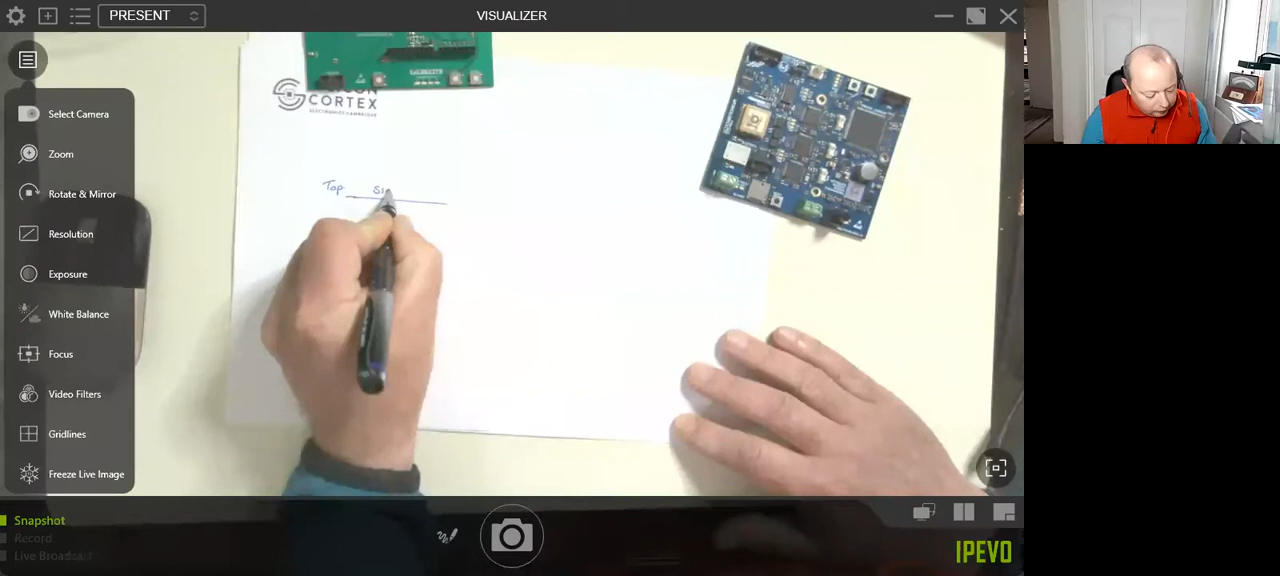 PRESENT
VISUALIZER
Select Camera
Zoom
Rotate & Mirror
Resolution
Exposure
White Balance
Focus
Video Filters
Gridlines
Freeze Live Image
CORTEX
Top
Snapshot
Record
Live Broadcast
IPEVO